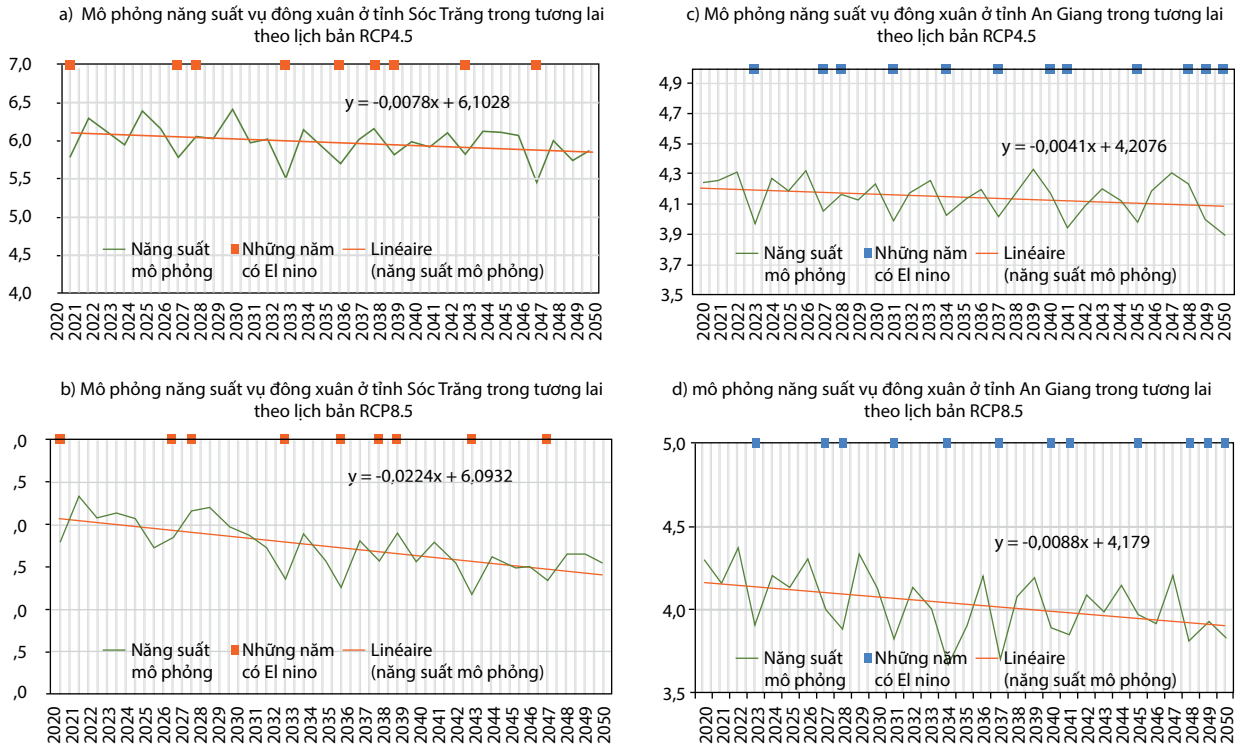 a) Mô phỏng năng suất vụ đông xuân ở tỉnh Sóc Trăng trong tương lai
theo lịch bản RCP4.5
7,0
6,5
6,0
5,5
5,0
4,5
4,0
y = -0,0078x + 6,1028
Năng suất
mô phỏng
Những năm
có El nino
Linéaire
(năng suất mô phỏng)
2020 2021 2022 2023 2024 2025 2026 2027 2028 2029 2030 2031 2032 2033 2034 2035 2036 2037 2038 2039 2040 2041 2042 2043 2044 2045 2046 2047 2048 2049 2050
c) Mô phỏng năng suất vụ đông xuân ở tỉnh An Giang trong tương lai
theo lịch bản RCP4.5
4,9
4,7
4,5
4,3
4,1
3,9
3,7
3,5
y = -0,0041x + 4,2076
Năng suất
mô phỏng
Những năm
có El nino
Linéaire
(năng suất mô phỏng)
2020 2021 2022 2023 2024 2025 2026 2027 2028 2029 2030 2031 2032 2033 2034 2035 2036 2037 2038 2039 2040 2041 2042 2043 2044 2045 2046 2047 2048 2049 2050
b) Mô phỏng năng suất vụ đông xuân ở tỉnh Sóc Trăng trong tương lai
theo lịch bản RCP8.5
,0
,5
,0
,5
,0
,5
,0
y = -0,0224x + 6,0932
Năng suất
mô phỏng
Những năm
có El nino
Linéaire
(năng suất mô phỏng)
2020 2021 2022 2023 2024 2025 2026 2027 2028 2029 2030 2031 2032 2033 2034 2035 2036 2037 2038 2039 2040 2041 2042 2043 2044 2045 2046 2047 2048 2049 2050
d) mô phỏng năng suất vụ đông xuân ở tỉnh An Giang trong tương lai
theo lịch bản RCP8.5
5,0
4,5
4,0
3,5
y = -0,0088x + 4,179
Năng suất
mô phỏng
Những năm
có El nino
Linéaire
(năng suất mô phỏng)
2020 2021 2022 2023 2024 2025 2026 2027 2028 2029 2030 2031 2032 2033 2034 2035 2036 2037 2038 2039 2040 2041 2042 2043 2044 2045 2046 2047 2048 2049 2050